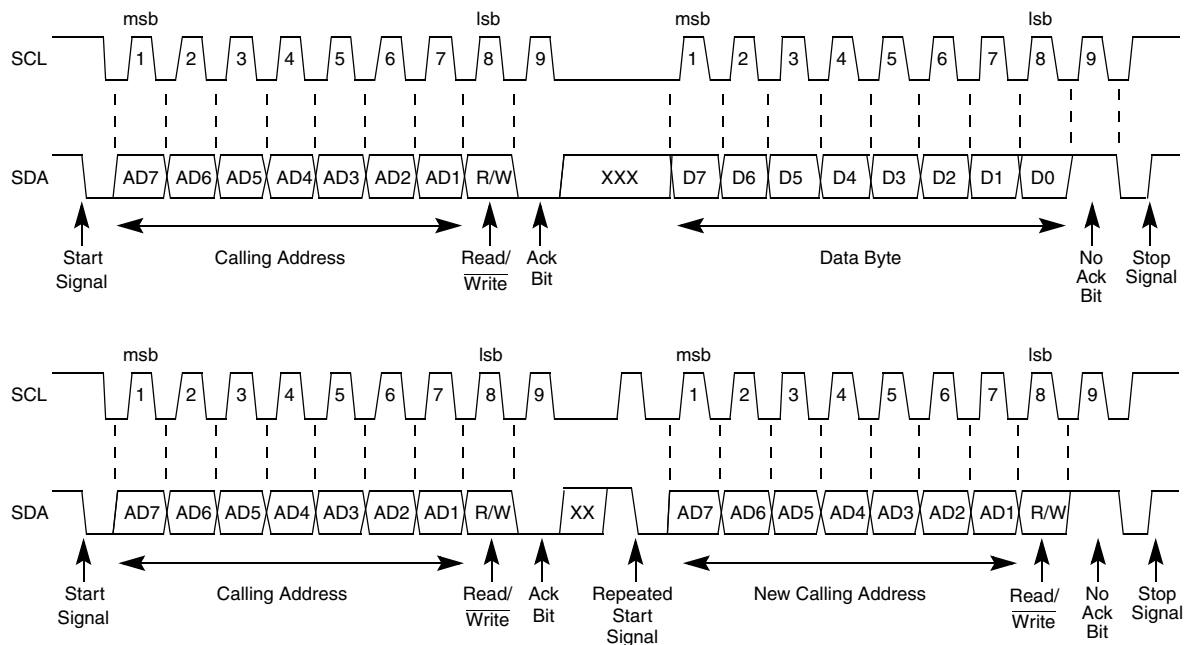 msb lsb msb lsb
SCL 1 2 3 4 5 6 7 8 9 1 2 3 4 5 6 7 8 9
SDA AD7 AD6 AD5 AD4 AD3 AD2 AD1 R/W XXX D7 D6 D5 D4 D3 D2 D1 D0
Start
Signal
Calling Address
Read/
Write
Ack
Bit
Data Byte
No
Ack
Bit
Stop
Signal
msb lsb msb lsb
SCL 1 2 3 4 5 6 7 8 9 1 2 3 4 5 6 7 8 9
SDA AD7 AD6 AD5 AD4 AD3 AD2 AD1 R/W XX AD7 AD6 AD5 AD4 AD3 AD2 AD1 R/W
Start
Signal
Calling Address
Read/
Write
Ack
Bit
Repeated
Start
Signal
New Calling Address
Read/
Write
No
Ack
Bit
Stop
Signal